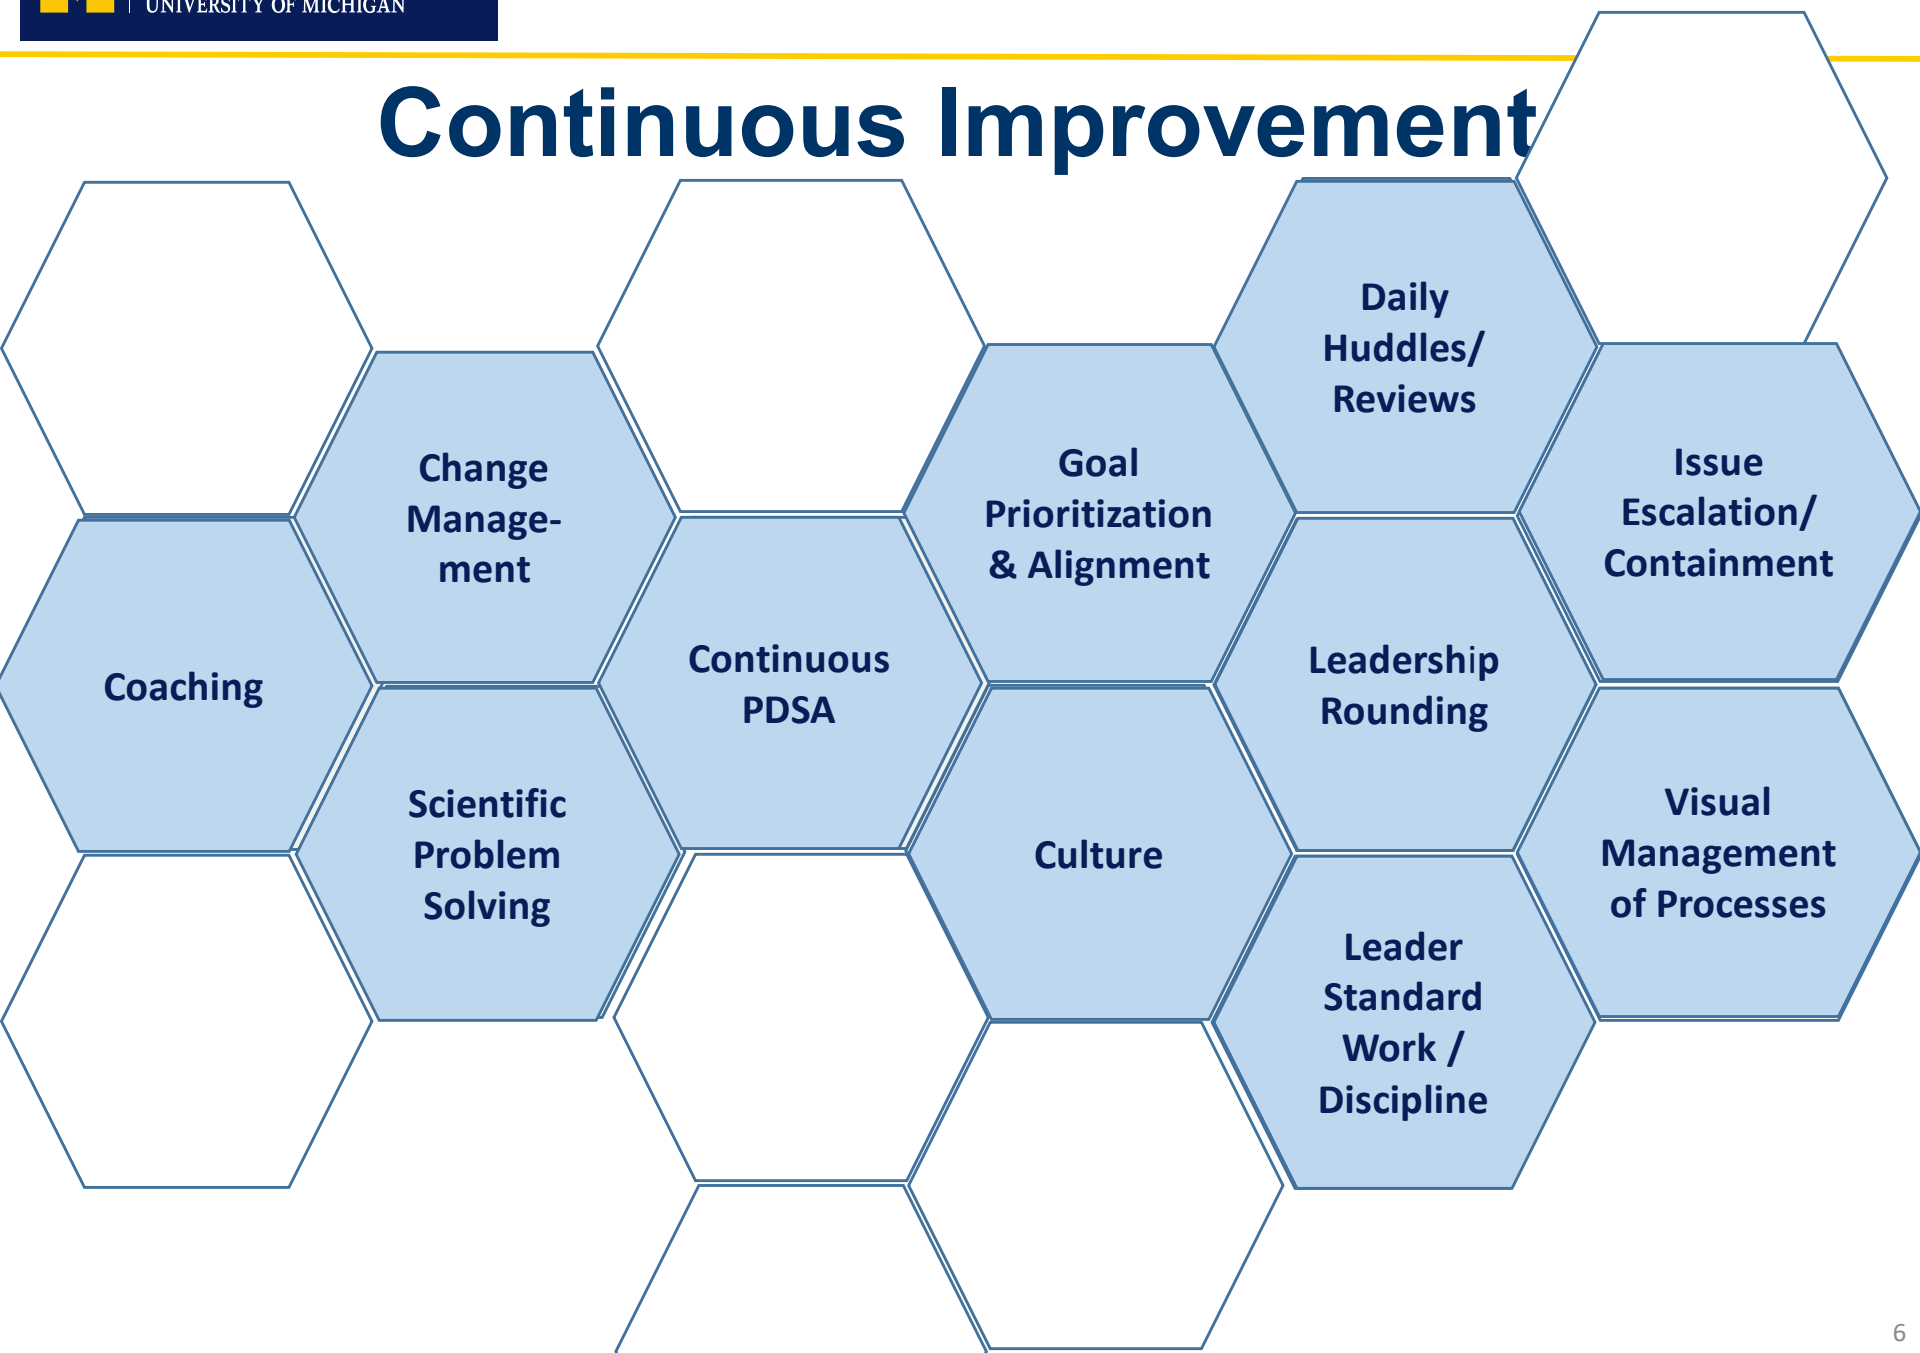 UNIVERSITY OF MICHIGAN
Continuous Improvement
Daily
Huddles/
Reviews
Change
Manage-
ment
Goal
Prioritization
& Alignment
Issue
Escalation/
Containment
Coaching
Continuous
PDSA
Leadership
Rounding
Scientific
Problem
Solving
Culture
Visual
Management
of Processes
Leader
Standard
Work /
Discipline
6